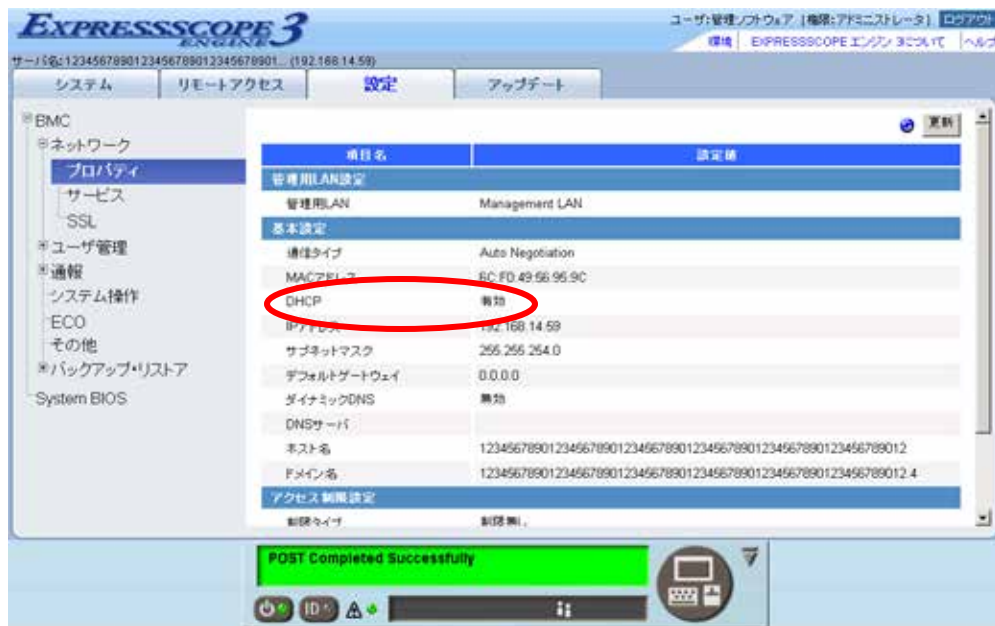 EXPRESSSCOPE 3
ENGINE
ユーザ:管理ソフトウェア [権限:アドミニストレータ] ログアウト
環境 EXPRESSSCOPE エンジン 3について ヘルプ
サーバ名:1234567890123456789012345678901... (192.168.14.59)
システム リモートアクセス 設定 アップデート
BMC
ネットワーク
プロパティ
サービス
SSL
ユーザ管理
通報
システム操作
ECO
その他
バックアップ・リストア
System BIOS
更新
項目名 設定値
管理用LAN設定
管理用LAN Management LAN
基本設定
通信タイプ Auto Negotiation
MACアドレス 6C:FD:49:56:95:9C
DHCP 有効
IPアドレス 192.168.14.59
サブネットマスク 255.255.254.0
デフォルトゲートウェイ 0.0.0.0
ダイナミックDNS 無効
DNSサーバ
ホスト名 12345678901234567890123456789012345678901234567890123456789012
ドメイン名 12345678901234567890123456789012345678901234567890123456789012.4
アクセス制限設定
制限タイプ 制限無し
POST Completed Successfully
ID